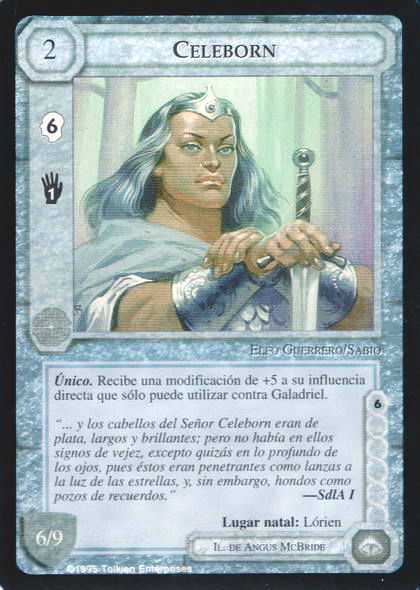 2
CELEBORN
6
1
ELFO GUERRERO/SABIO
Único. Recibe una modificación de +5 a su influencia
directa que sólo puede utilizar contra Galadriel.
6
"... y los cabellos del Señor Celeborn eran de
plata, largos y brillantes; pero no había en ellos
signos de vejez, excepto quizás en lo profundo de
los ojos, pues éstos eran penetrantes como lanzas a
la luz de las estrellas, y, sin embargo, hondos como
pozos de recuerdos." —SdlA I
Lugar natal: Lórien
6/9
IL. DE ANGUS MCBRIDE
©1995 Tolkien Enterprises